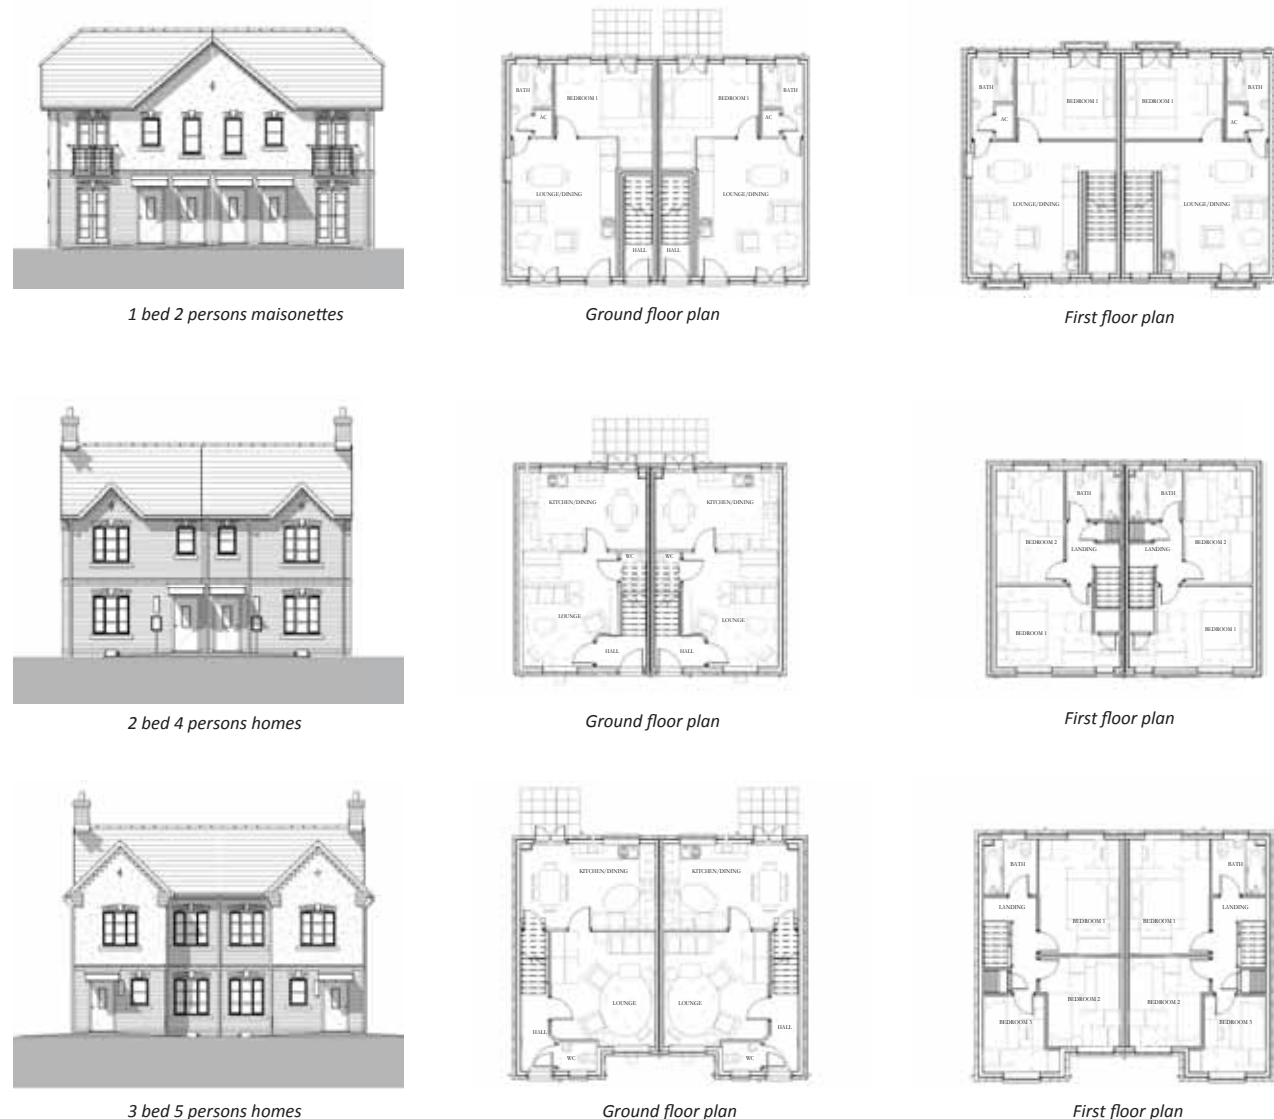 BATH
BEDROOM 1
BEDROOM 1
BATH
AC
AC
LOUNGE/DINING
LOUNGE/DINING
HALL
HALL
BATH
BEDROOM 1
BEDROOM 1
BATH
AC
AC
LOUNGE/DINING
LOUNGE/DINING
1 bed 2 persons maisonettes
Ground floor plan
First floor plan
KITCHEN/DINING
KITCHEN/DINING
WC
WC
LOUNGE
LOUNGE
HALL
HALL
BATH
BATH
BEDROOM 2
LANDING
LANDING
BEDROOM 2
BEDROOM 1
BEDROOM 1
2 bed 4 persons homes
Ground floor plan
First floor plan
KITCHEN/DINING
KITCHEN/DINING
LOUNGE
LOUNGE
HALL
HALL
WC
WC
BATH
BATH
LANDING
LANDING
BEDROOM 1
BEDROOM 1
BEDROOM 2
BEDROOM 2
BEDROOM 3
BEDROOM 3
3 bed 5 persons homes
Ground floor plan
First floor plan